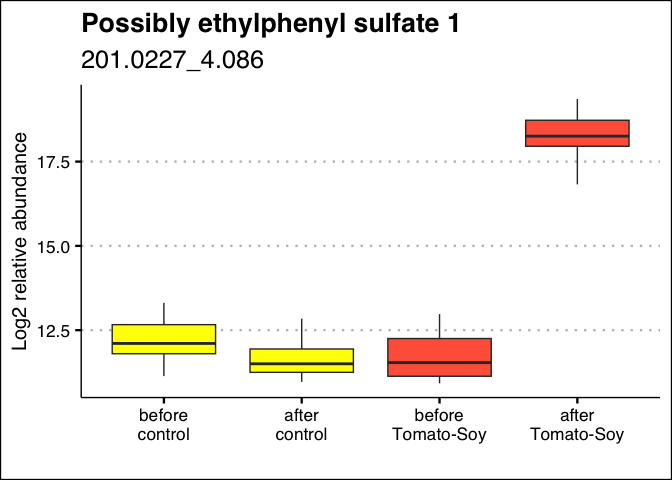 Possibly ethylphenyl sulfate 1
201.0227_4.086
Log2 relative abundance
17.5
15.0
12.5
before
control
after
control
before
Tomato-Soy
after
Tomato-Soy